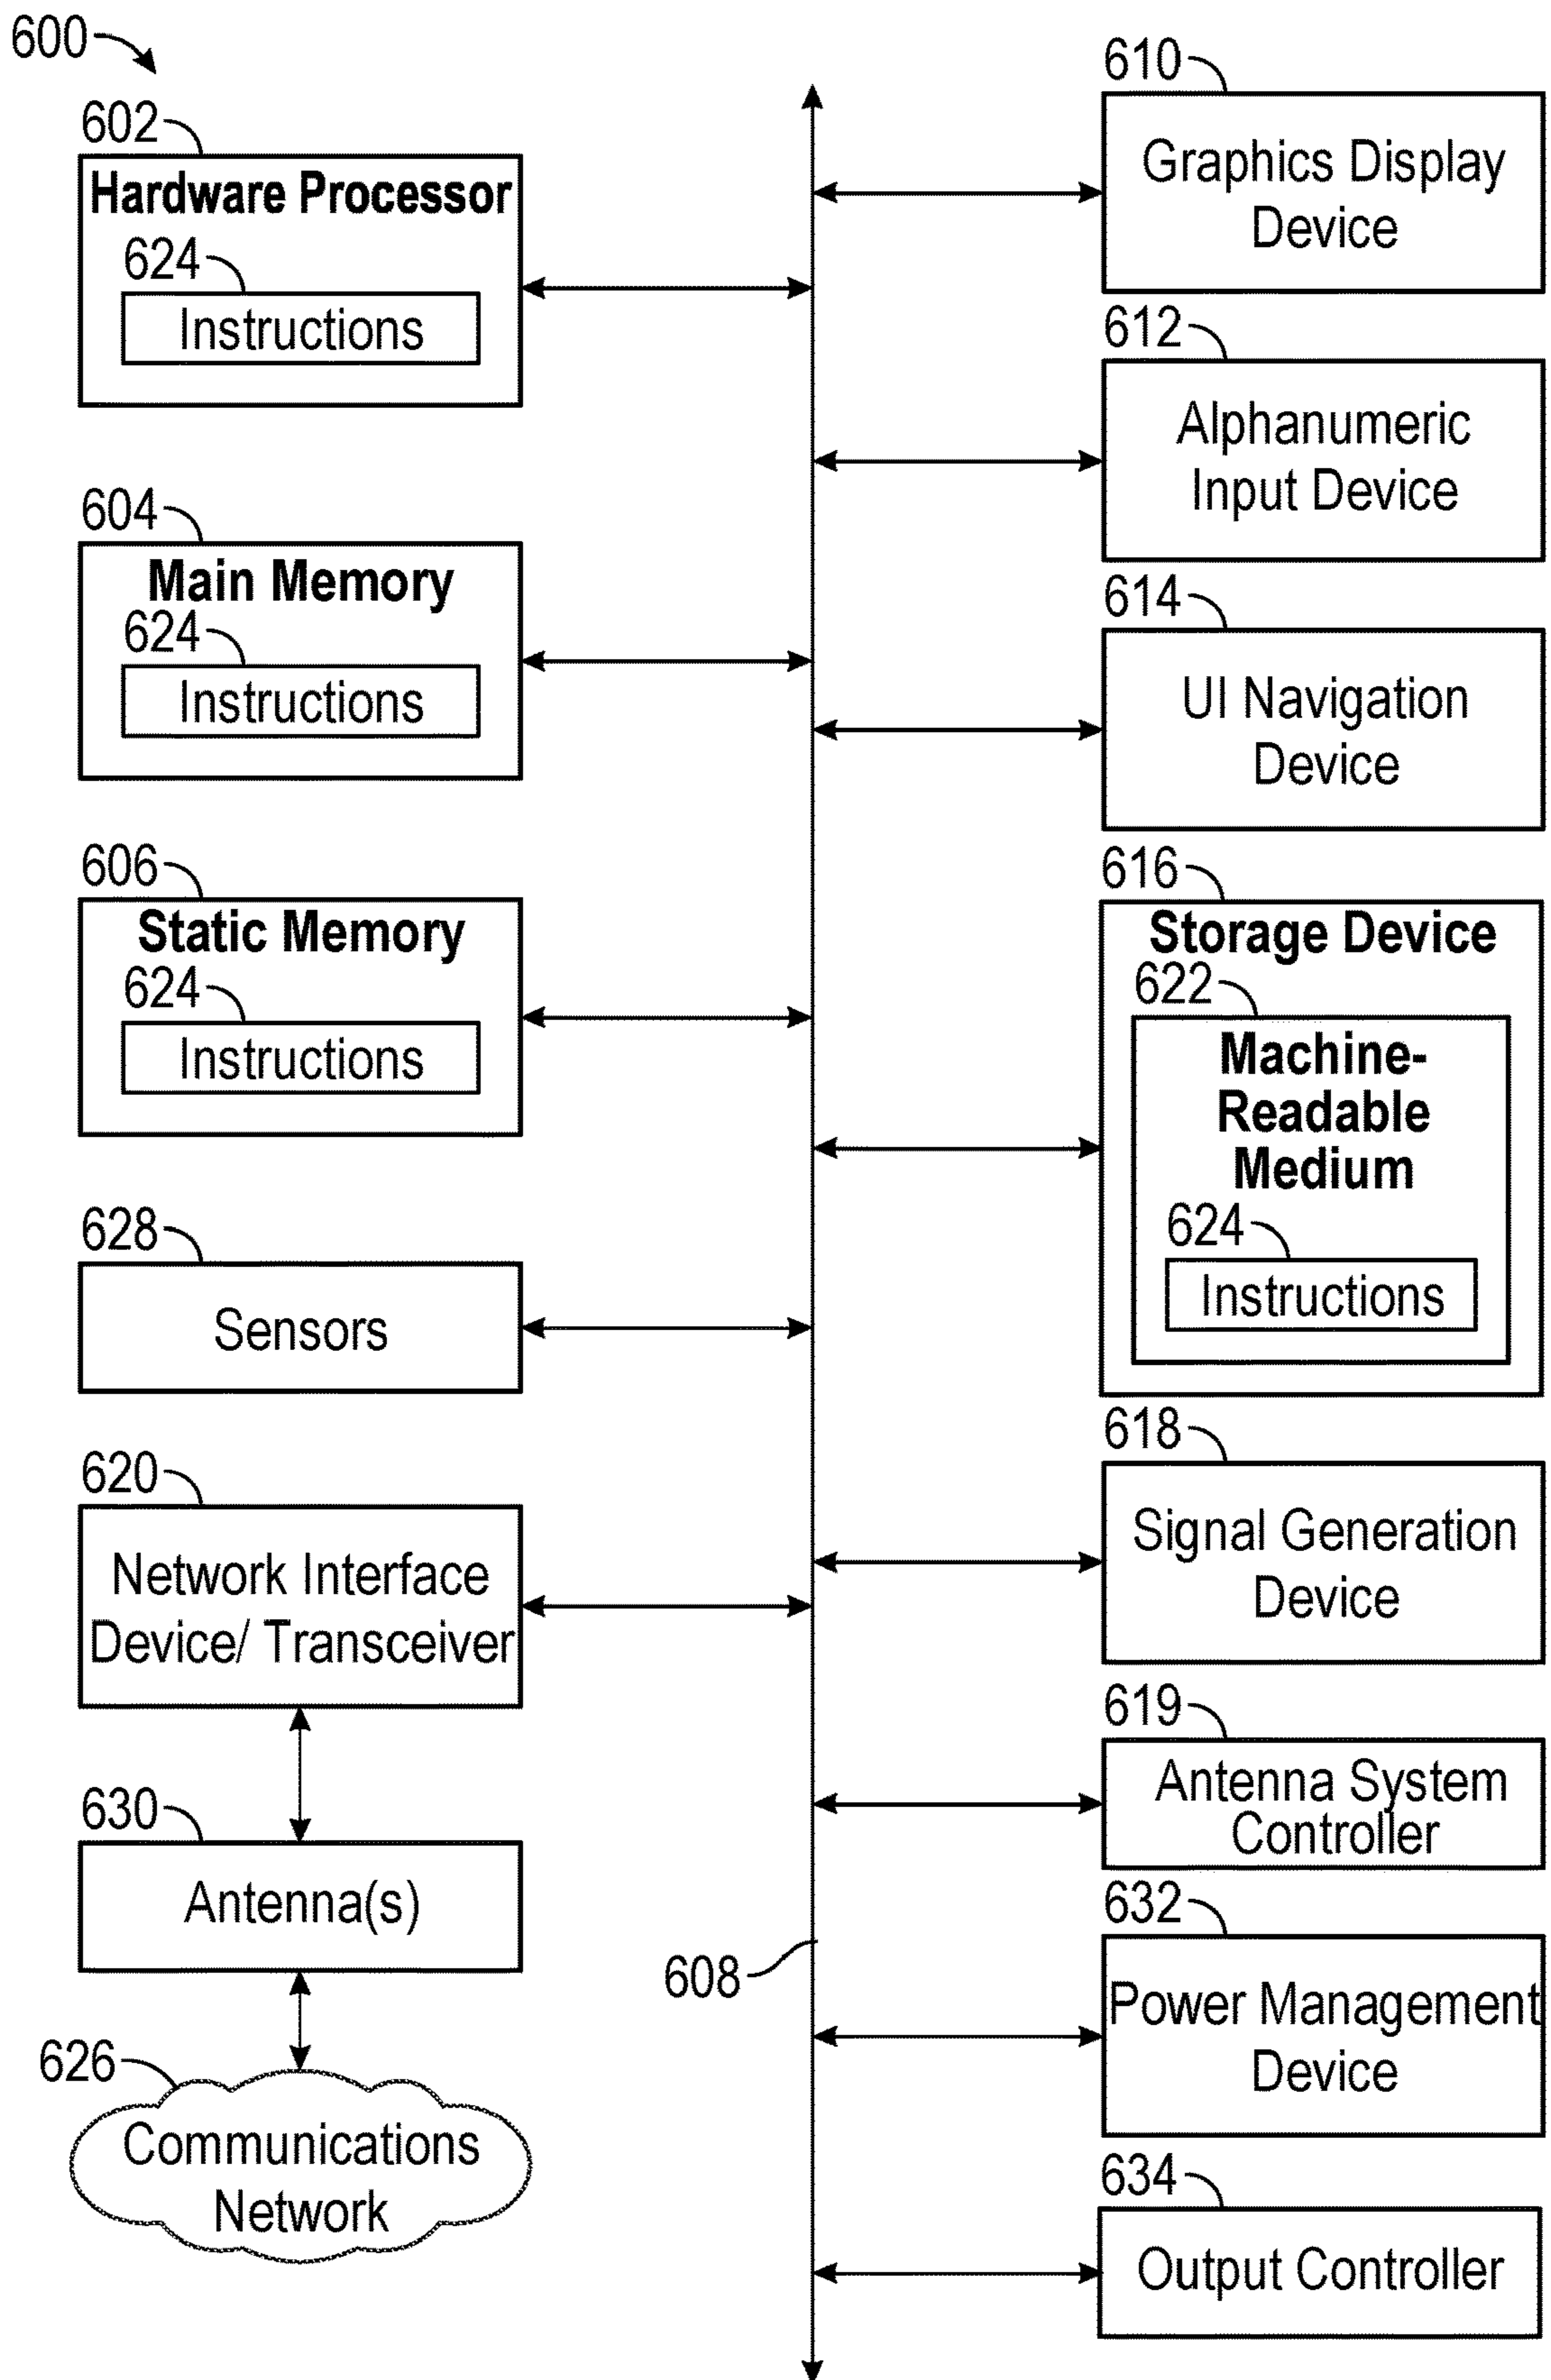 600
602
Hardware Processor
624
Instructions
604
Main Memory
624
Instructions
606
Static Memory
624
Instructions
628
Sensors
620
Network Interface
Device/ Transceiver
630
Antenna(s)
626
Communications
Network
608
610
Graphics Display
Device
612
Alphanumeric
Input Device
614
UI Navigation
Device
616
Storage Device
622
Machine-
Readable
Medium
624
Instructions
618
Signal Generation
Device
619
Antenna System
Controller
632
Power Management
Device
634
Output Controller